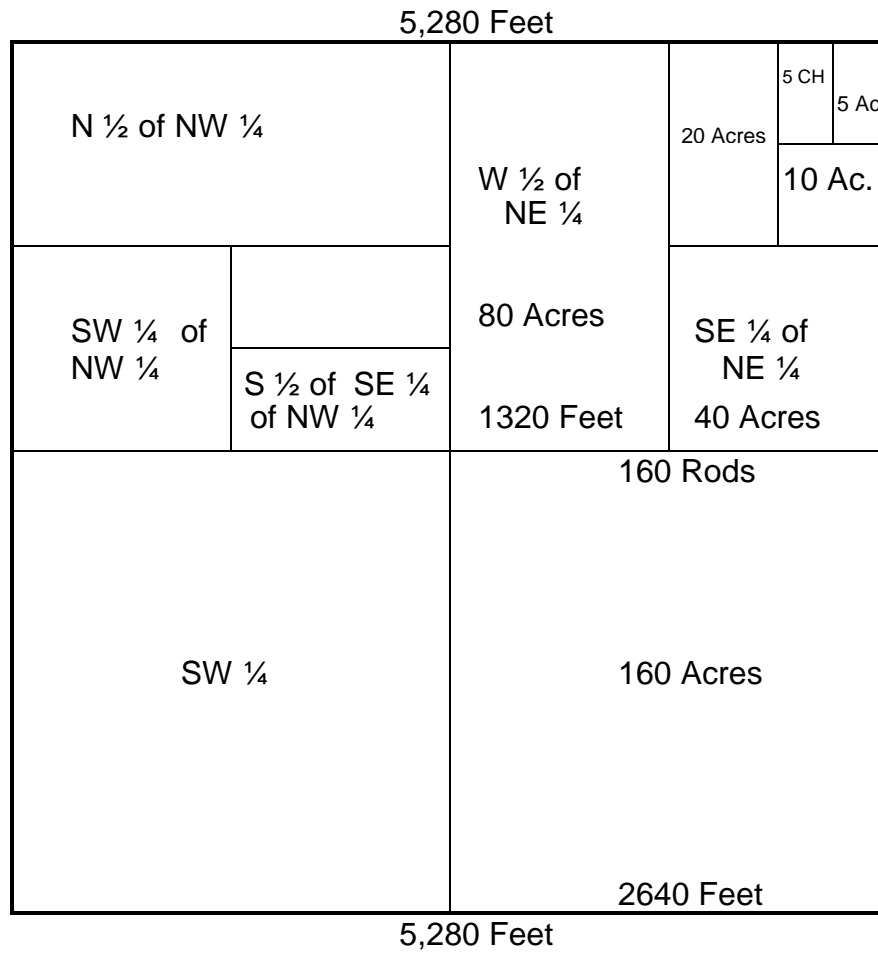 5,280 Feet
N ½ of NW ¼
W ½ of
NE ¼
80 Acres
1320 Feet
20 Acres
5 CH
5 Ac
10 Ac.
SW ¼ of
NW ¼
S ½ of SE ¼
of NW ¼
SE ¼ of
NE ¼
40 Acres
160 Rods
SW ¼
160 Acres
2640 Feet
5,280 Feet